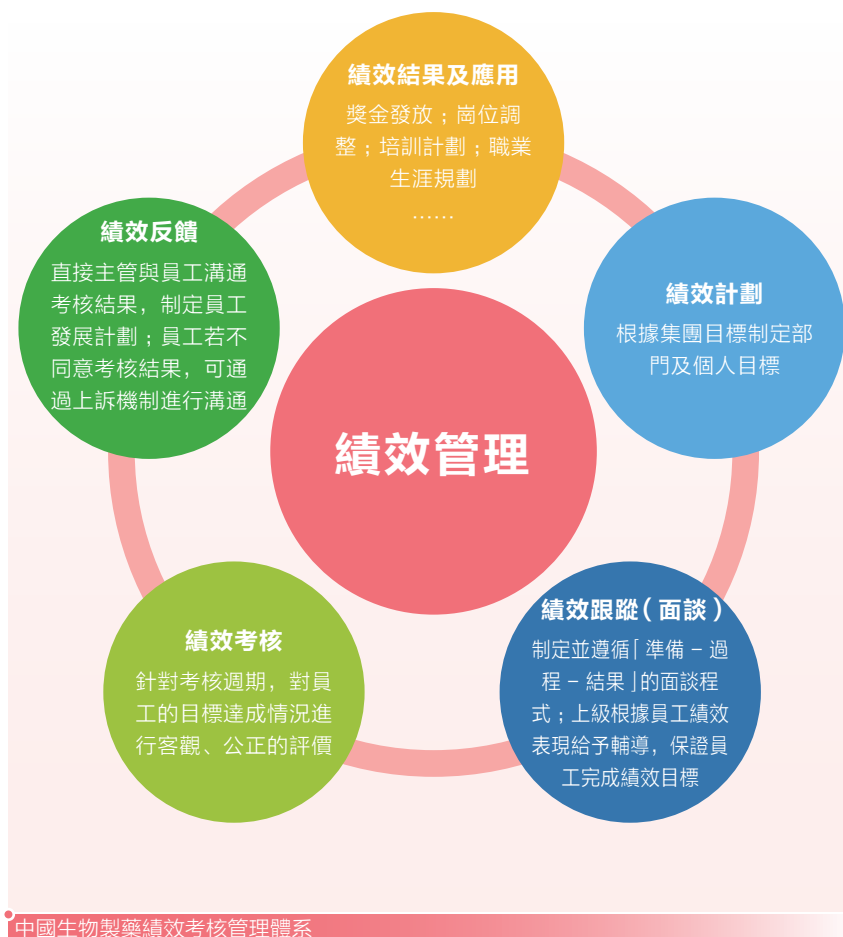 績效結果及應用
獎金發放；崗位調
整；培訓計劃；職業
生涯規劃
……
績效計劃
根據集團目標制定部
門及個人目標
績效跟蹤（面談）
制定並遵循「準備－過
程－結果」的面談程
式；上級根據員工績效
表現給予輔導，保證員
工完成績效目標
績效考核
針對考核週期，對員
工的目標達成情況進
行客觀、公正的評價
績效反饋
直接主管與員工溝通
考核結果，制定員工
發展計劃；員工若不
同意考核結果，可通
過上訴機制進行溝通
績效管理
中國生物製藥績效考核管理體系